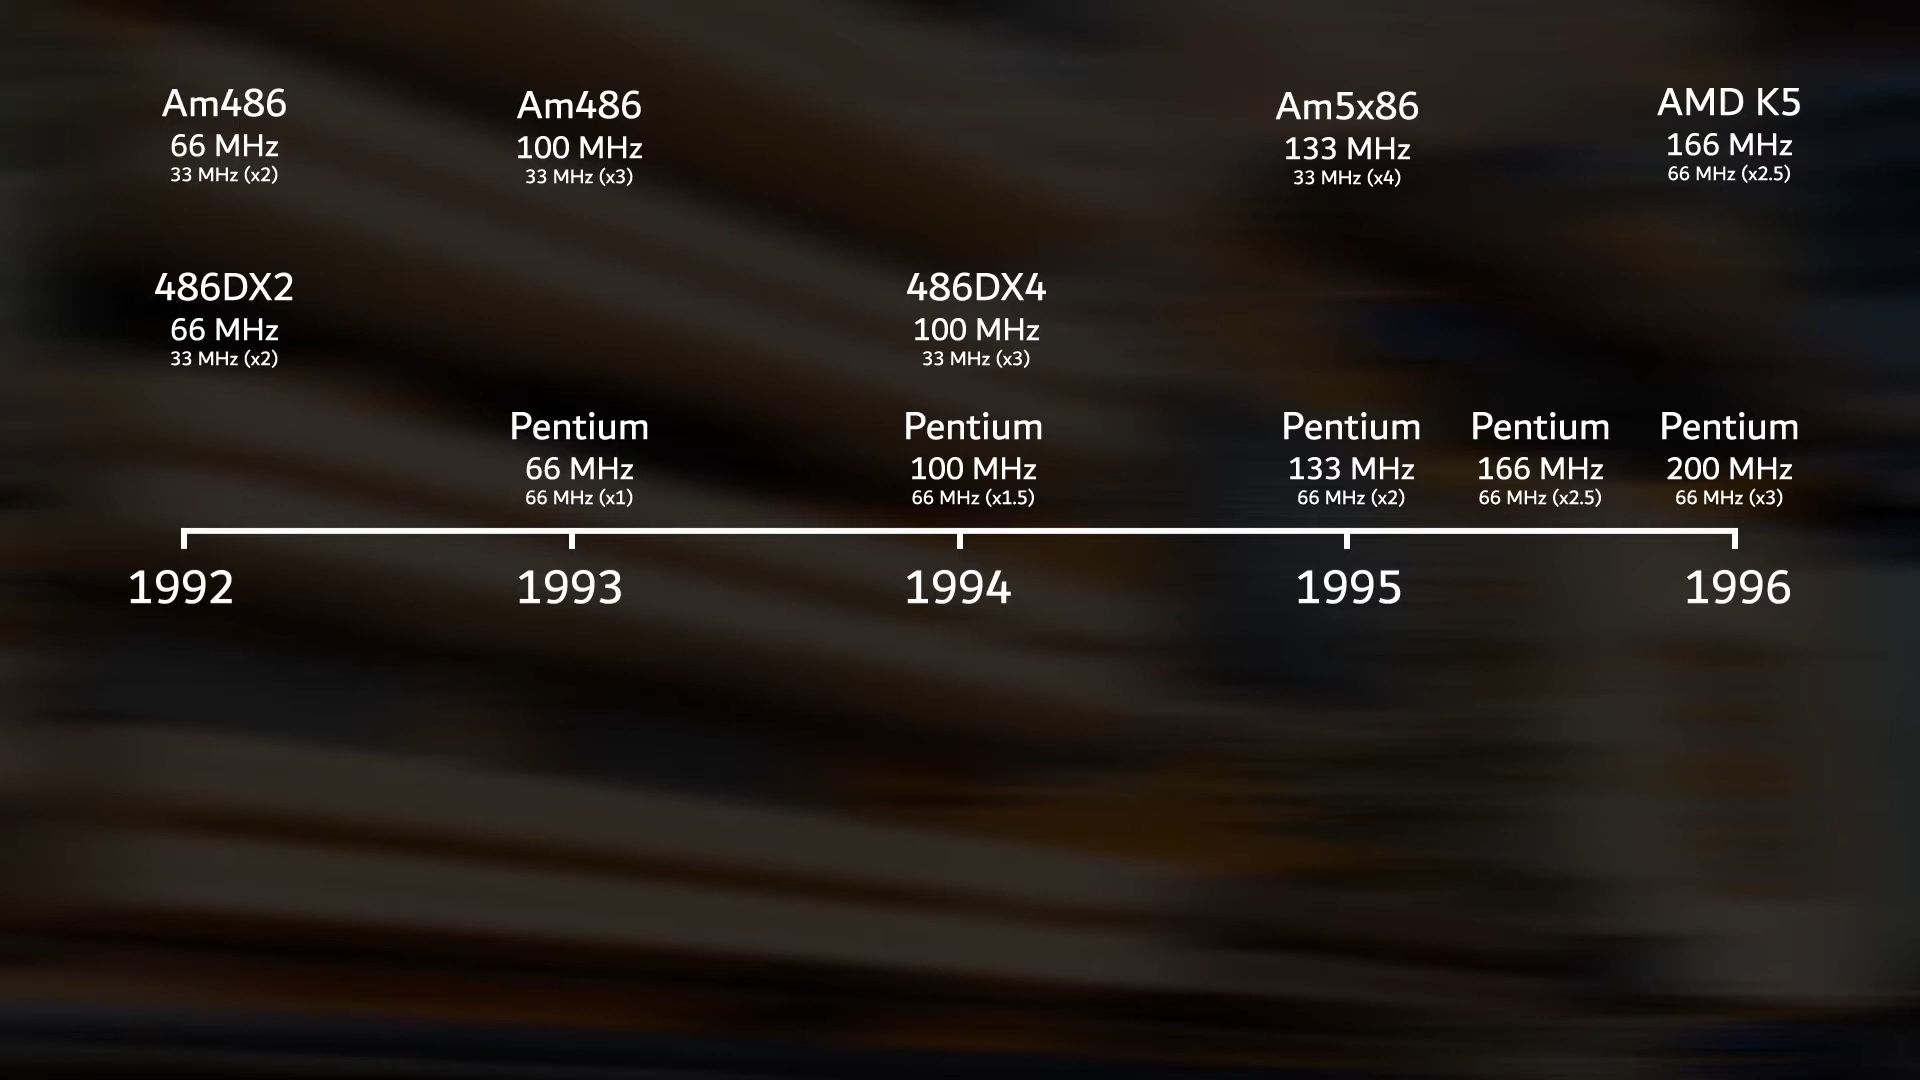 Am486
66 MHz
33 MHz (x2)
Am486
100 MHz
33 MHz (x3)
Am5x86
133 MHz
33 MHz (x4)
AMD K5
166 MHz
66 MHz (x2.5)
486DX2
66 MHz
33 MHz (x2)
486DX4
100 MHz
33 MHz (x3)
Pentium
66 MHz
66 MHz (x1)
Pentium
100 MHz
66 MHz (x1.5)
Pentium
133 MHz
66 MHz (x2)
Pentium
166 MHz
66 MHz (x2.5)
Pentium
200 MHz
66 MHz (x3)
1992
1993
1994
1995
1996